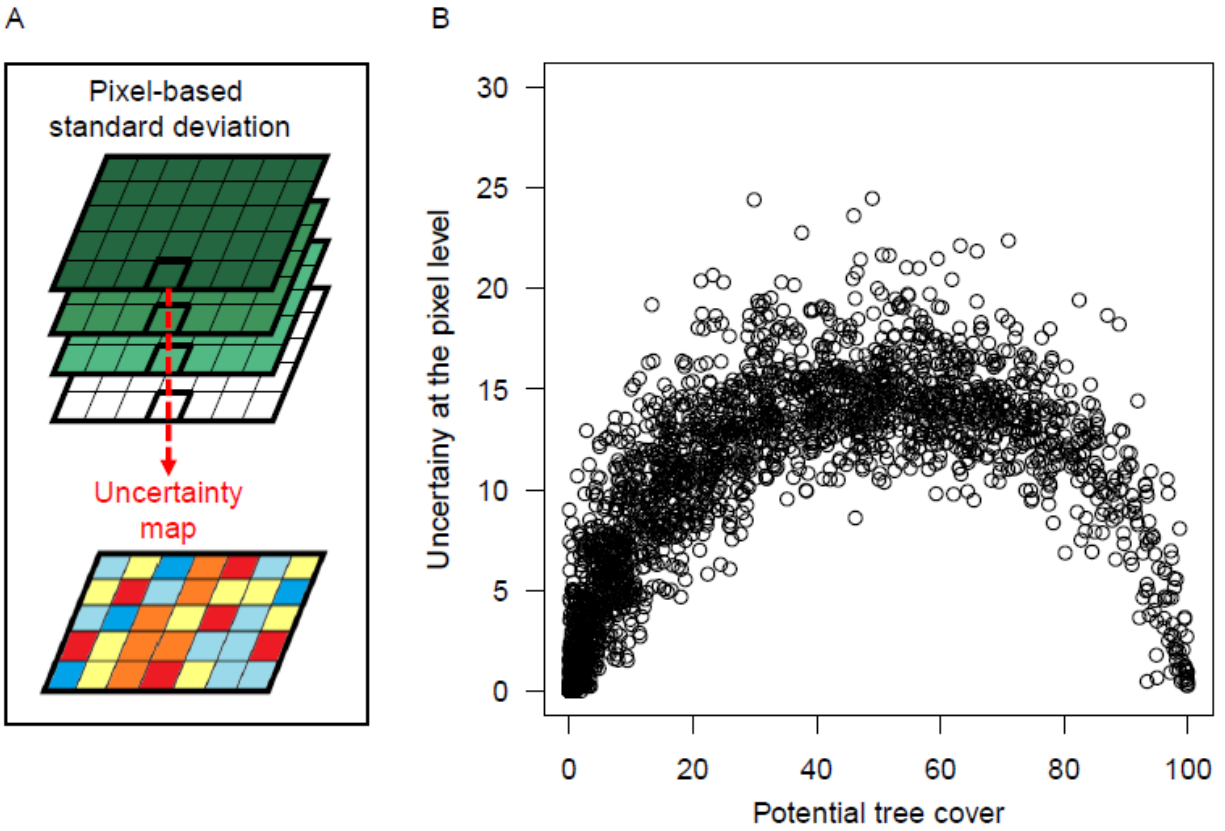 A
B
Pixel-based
standard deviation
Uncertainty
map
Uncertainy at the pixel level
30
25
20
15
10
5
0
0 20 40 60 80 100
Potential tree cover